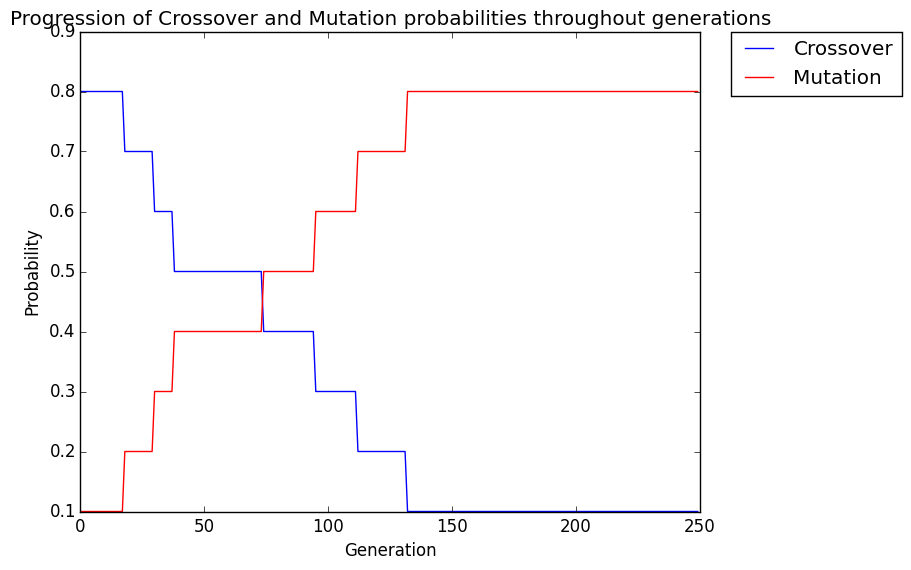 Progression of Crossover and Mutation probabilities throughout generations
Crossover
Mutation
0.9
0.8
0.7
0.6
0.5
0.4
0.3
0.2
0.1
Probability
0 50 100 150 200 250
Generation